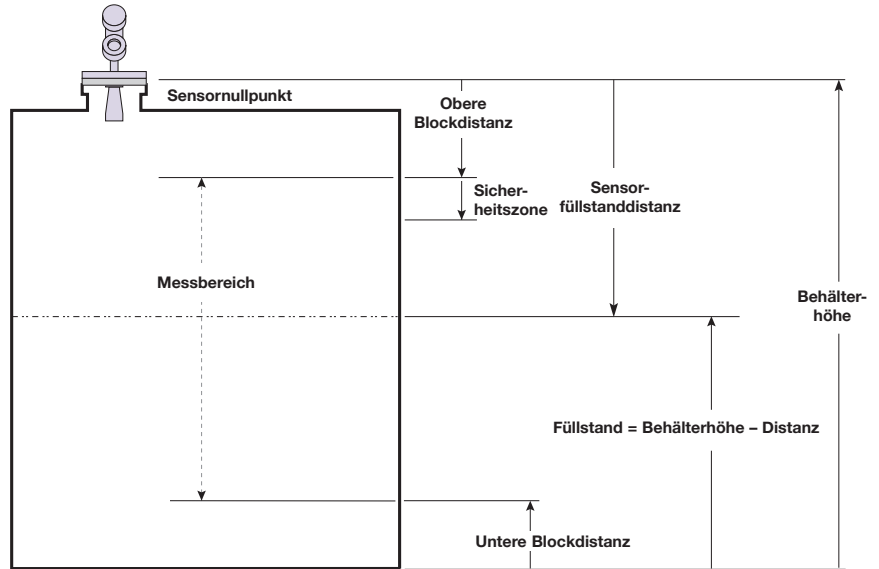 Sensornullpunkt
Obere
Blockdistanz
Sicher-
heitszone
Sensor-
füllstanddistanz
Messbereich
Behälter-
höhe
Füllstand = Behälterhöhe – Distanz
Untere Blockdistanz